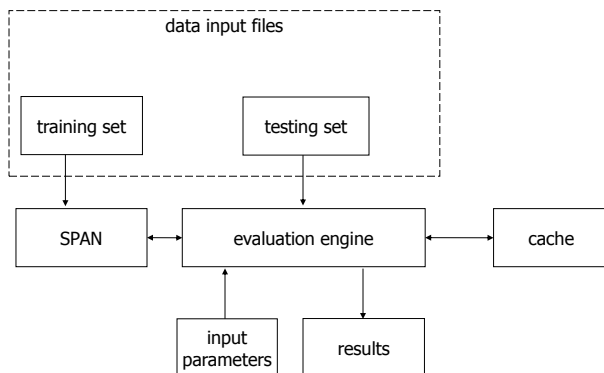 data input files
training set
testing set
SPAN
evaluation engine
cache
input
parameters
results